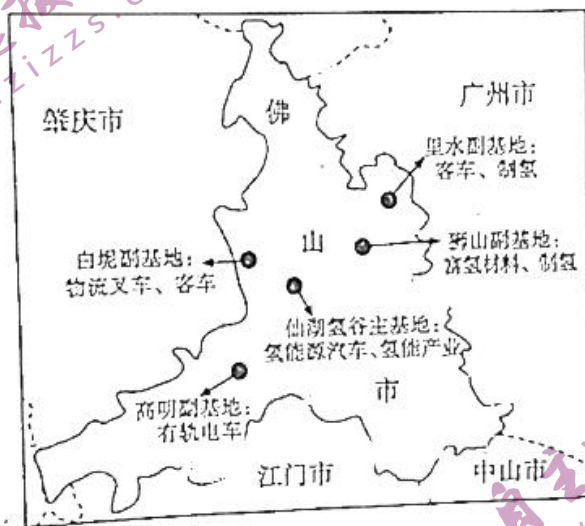 zizzs.
肇庆市
佛
广州市
里水副基地：
客车、制氢
山
狮山副基地：
富氢材料、制氢
白坭副基地：
物流叉车、客车
仙湖氢谷主基地：
氢能源汽车、氢能产业
市
高明副基地：
有轨电车
江门市
中山市